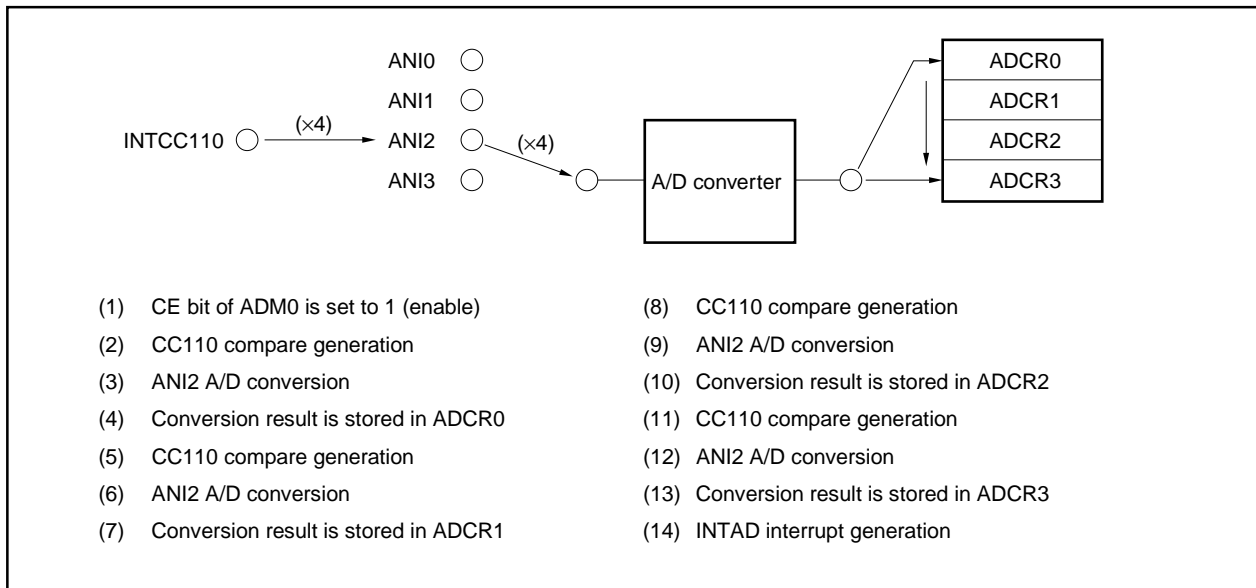 ANI0
ANI1
INTCC110 (×4) ANI2 (×4)
ANI3
A/D converter
ADCR0
ADCR1
ADCR2
ADCR3
(1) CE bit of ADM0 is set to 1 (enable)
(2) CC110 compare generation
(3) ANI2 A/D conversion
(4) Conversion result is stored in ADCR0
(5) CC110 compare generation
(6) ANI2 A/D conversion
(7) Conversion result is stored in ADCR1
(8) CC110 compare generation
(9) ANI2 A/D conversion
(10) Conversion result is stored in ADCR2
(11) CC110 compare generation
(12) ANI2 A/D conversion
(13) Conversion result is stored in ADCR3
(14) INTAD interrupt generation